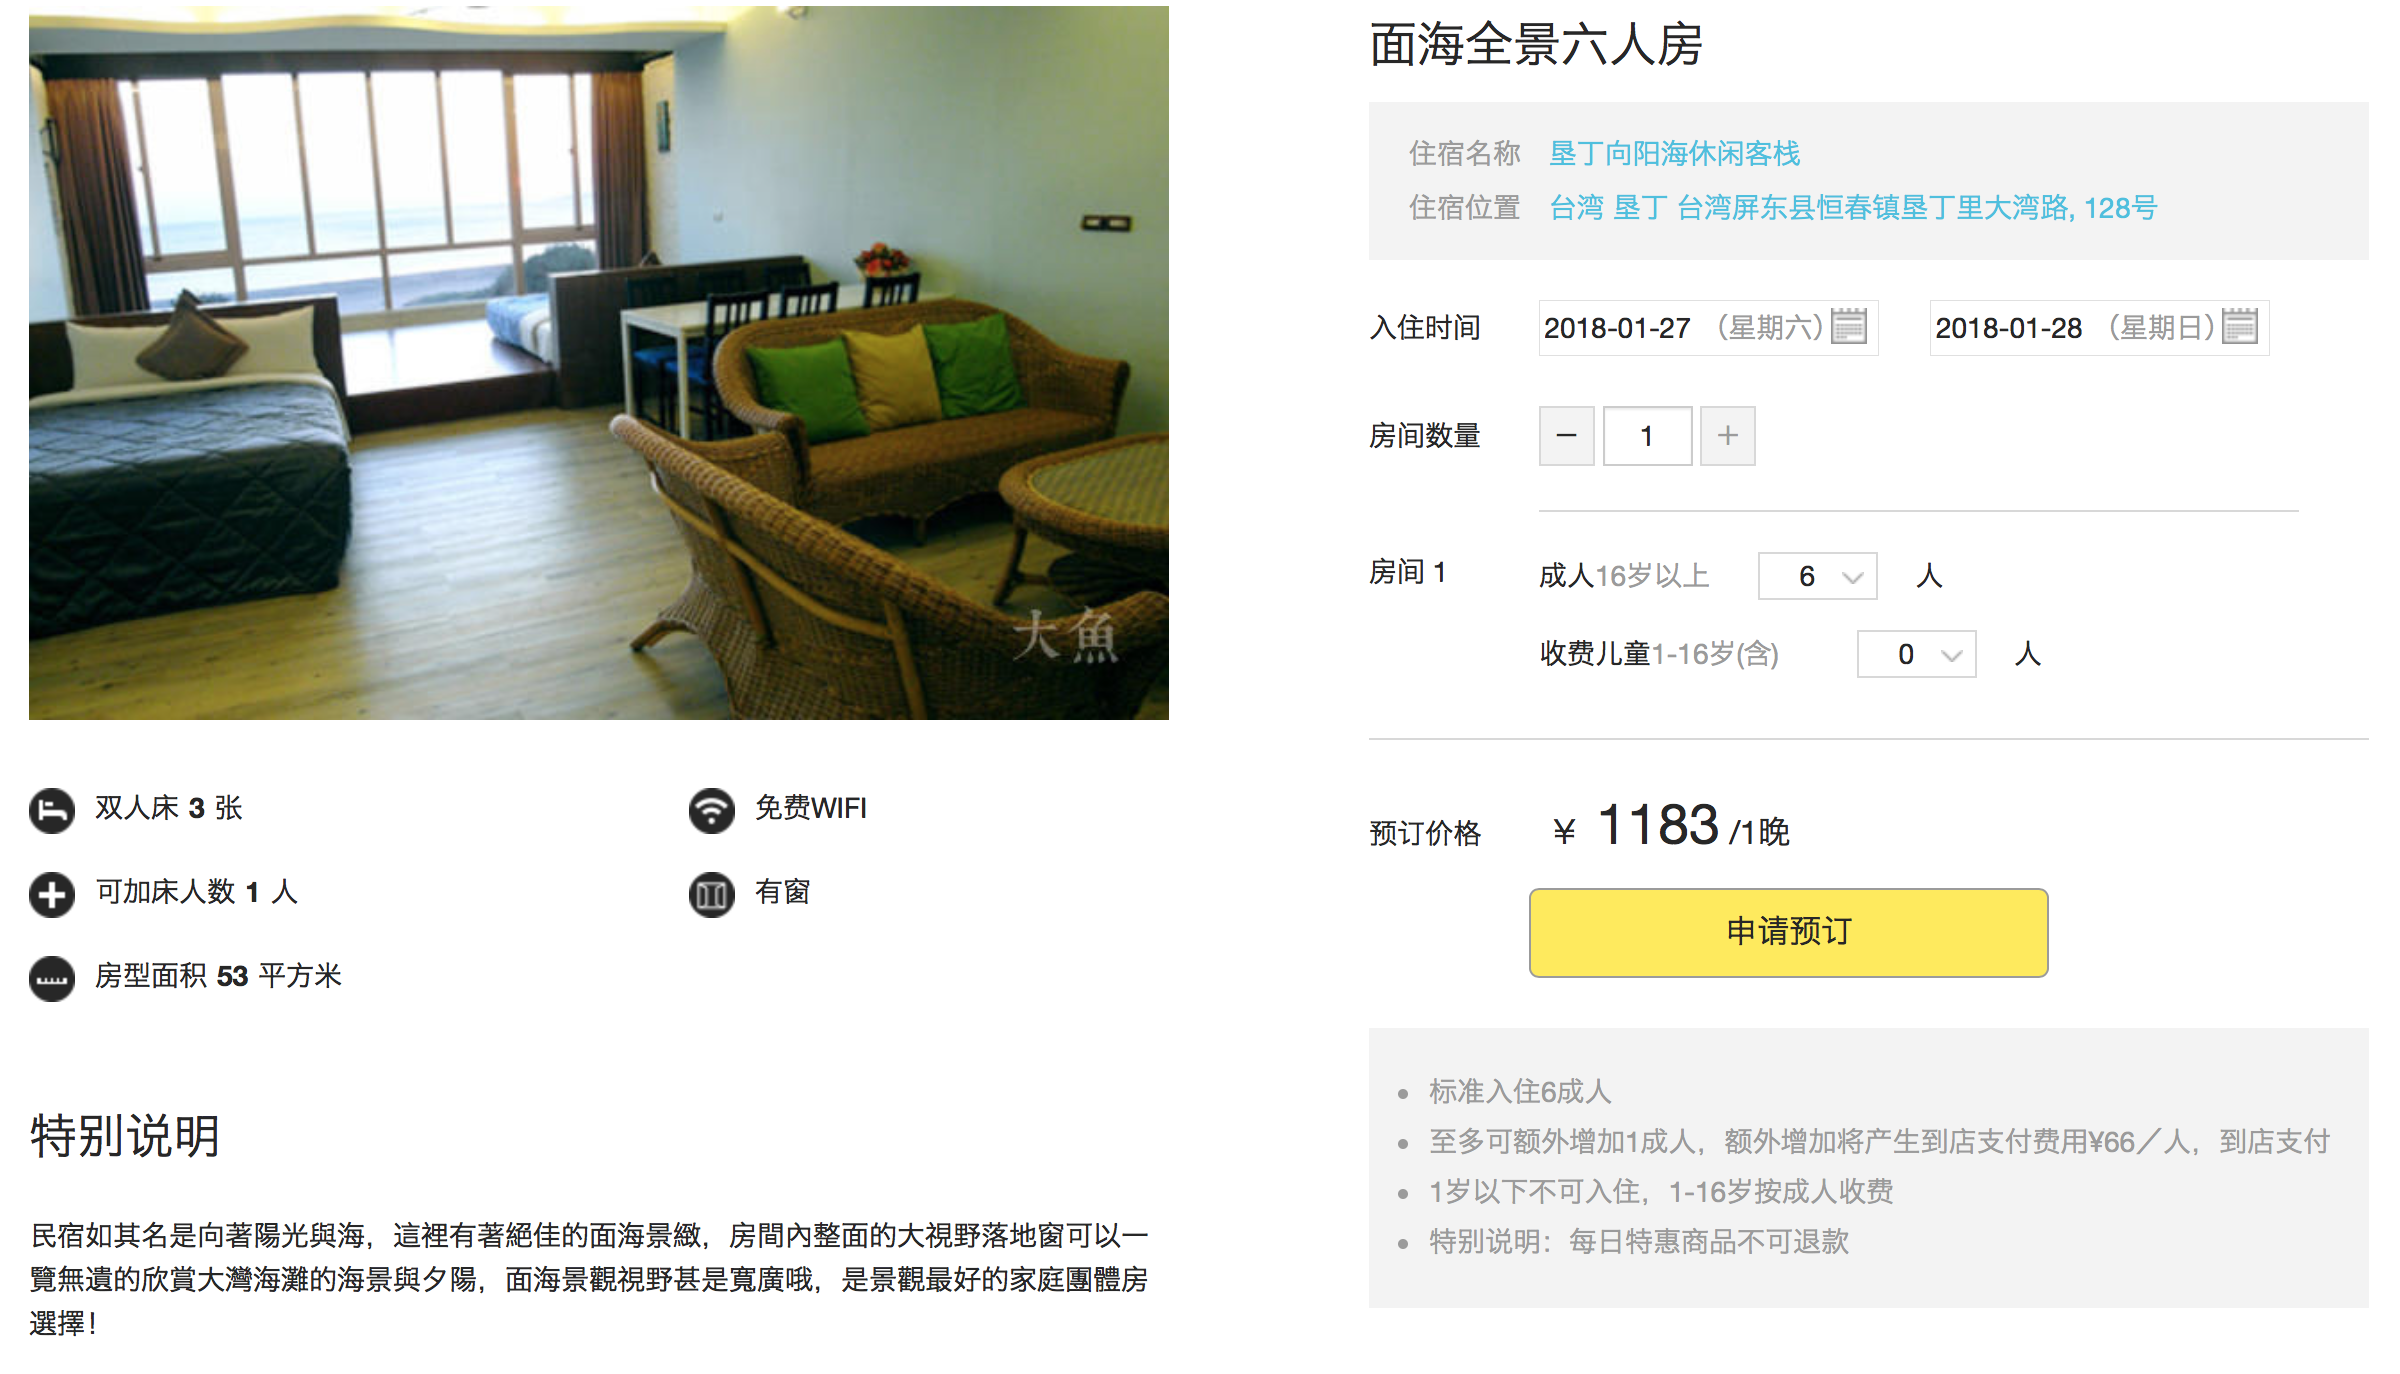 大魚
双人床 3 张
免费WIFI
可加床人数 1 人
有窗
房型面积 53 平方米
特别说明
民宿如其名是向著陽光與海，這裡有著絕佳的面海景緻，房間內整面的大視野落地窗可以一
覽無遺的欣賞大灣海灘的海景與夕陽，面海景觀視野甚是寬廣哦，是景觀最好的家庭團體房
選擇！
面海全景六人房
住宿名称 垦丁向阳海休闲客栈
住宿位置 台湾 垦丁 台湾屏东县恒春镇垦丁里大湾路, 128号
入住时间 2018-01-27 （星期六） 2018-01-28 （星期日）
房间数量 − 1 +
房间 1 成人16岁以上 6 人
收费儿童1-16岁(含) 0 人
预订价格 ¥ 1183 /1晚
申请预订
• 标准入住6成人
• 至多可额外增加1成人，额外增加将产生到店支付费用¥66／人，到店支付
• 1岁以下不可入住，1-16岁按成人收费
• 特别说明：每日特惠商品不可退款